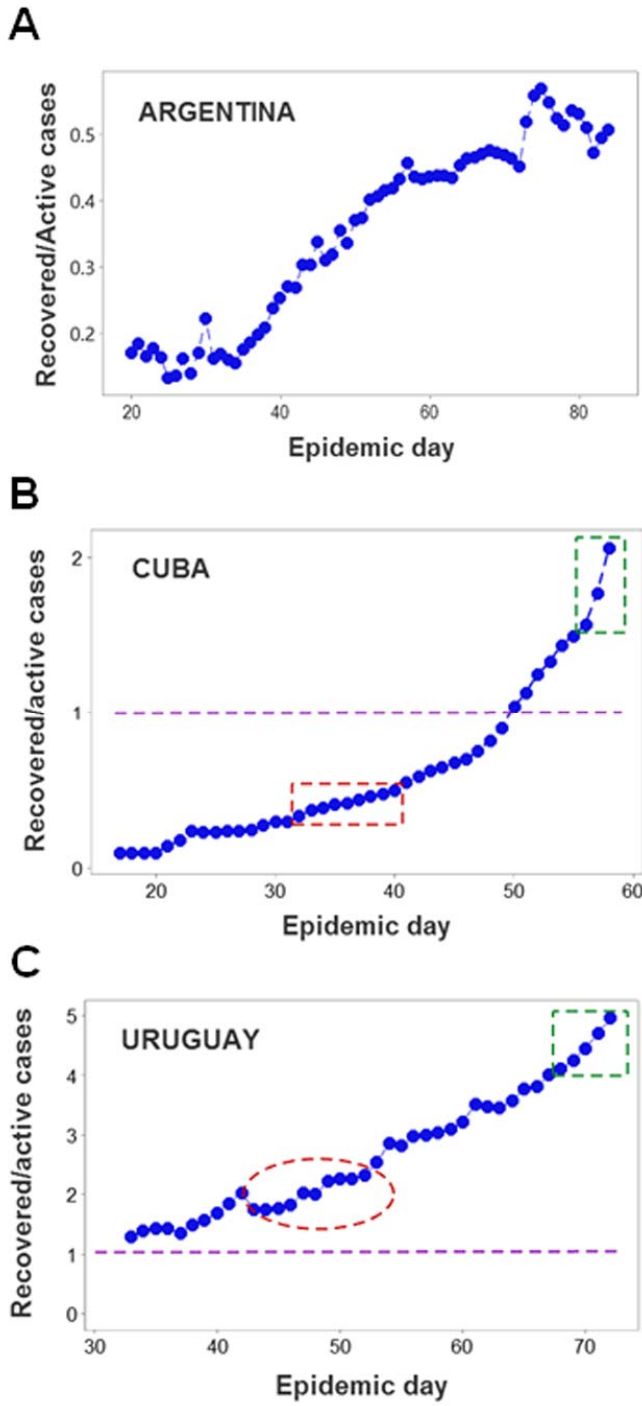 A
ARGENTINA
Recovered/Active cases
0.5
0.4
0.3
0.2
20 40 60 80
Epidemic day
B
CUBA
Recovered/active cases
2
1
0
20 30 40 50 60
Epidemic day
C
URUGUAY
Recovered/active cases
5
4
3
2
1
0
30 40 50 60 70
Epidemic day